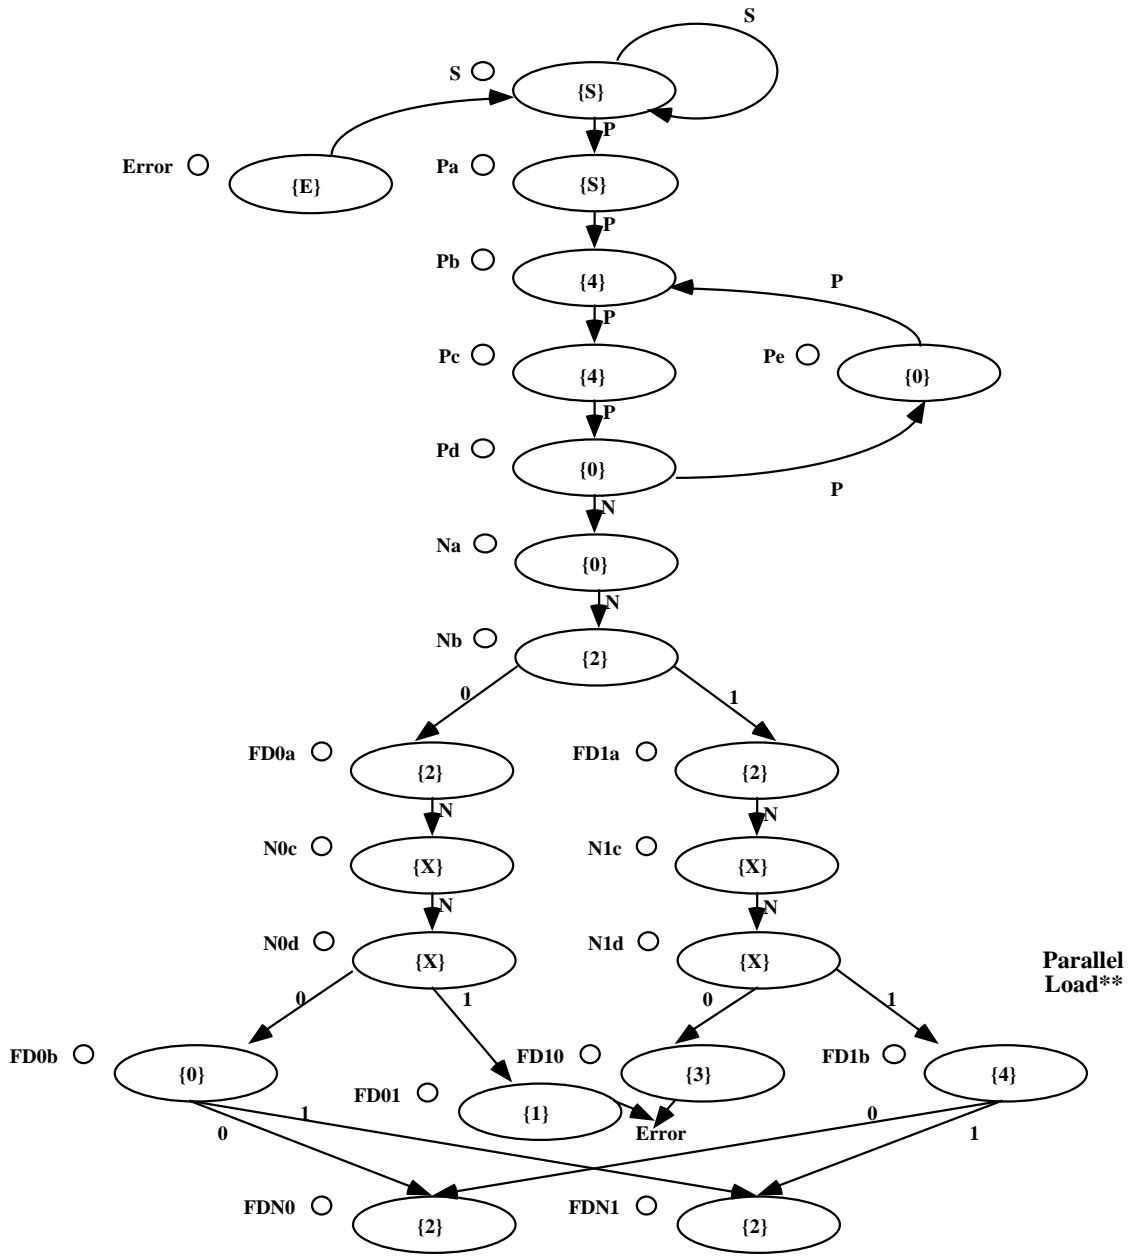 S
S
{S}
P
Error
{E}
Pa
{S}
P
Pb
{4}
P
P
Pc
{4}
Pe
{0}
P
Pd
{0}
P
N
Na
{0}
N
Nb
{2}
0
1
FD0a
{2}
FD1a
{2}
N
N
N0c
{X}
N1c
{X}
N
N
N0d
{X}
N1d
{X}
Parallel
Load**
0
1
0
1
FD0b
{0}
FD10
{3}
FD1b
{4}
FD01
{1}
Error
0
1
0
1
FDN0
{2}
FDN1
{2}